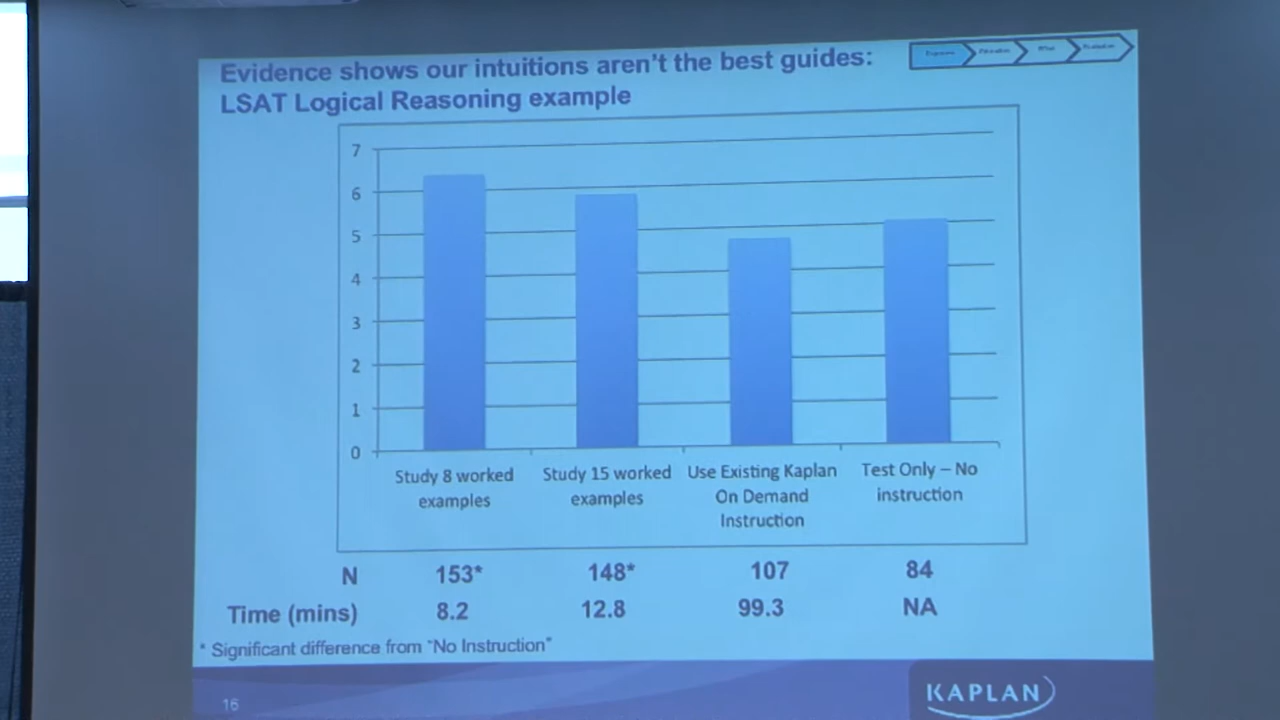 Evidence shows our intuitions aren't the best guides:
LSAT Logical Reasoning example
7
6
5
4
3
2
1
0
Study 8 worked examples
Study 15 worked examples
Use Existing Kaplan On Demand Instruction
Test Only – No instruction
N 153* 148* 107 84
Time (mins) 8.2 12.8 99.3 NA
* Significant difference from "No Instruction"
16
KAPLAN